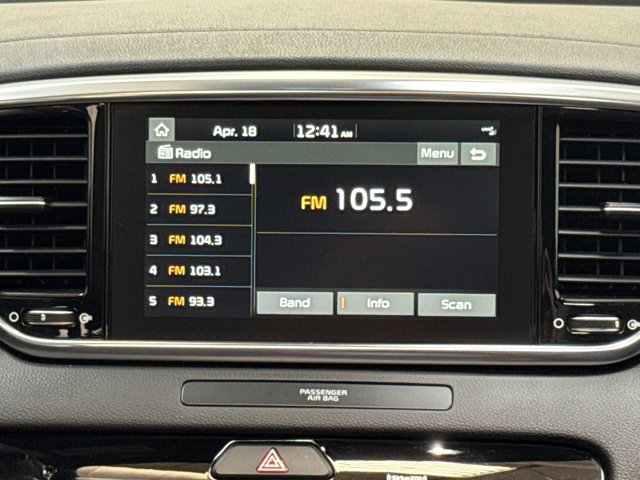 Apr. 18 12:41 AM
Radio Menu
1 FM 105.1
2 FM 97.3
3 FM 104.3
4 FM 103.1
5 FM 93.3
FM 105.5
Band Info Scan
PASSENGER
AIR BAG